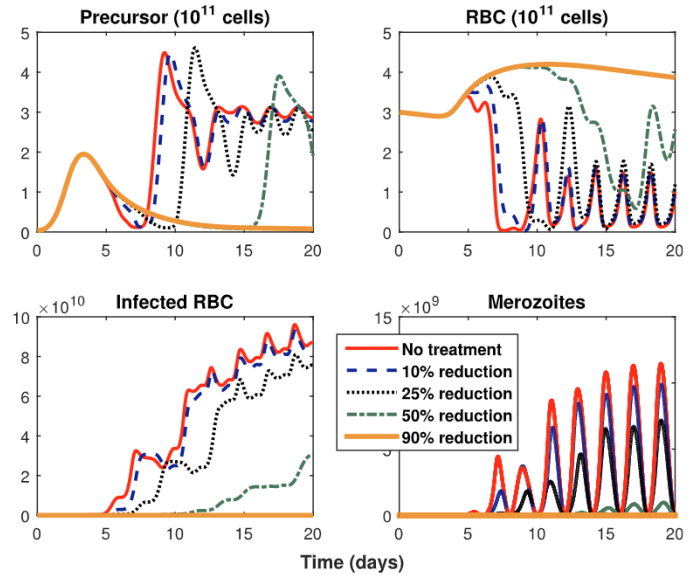 Precursor (10^11 cells)
RBC (10^11 cells)
5
4
3
2
1
0
0 5 10 15 20
5
4
3
2
1
0
0 5 10 15 20
×10^10
Infected RBC
×10^9
Merozoites
10
8
6
4
2
0
0 5 10 15 20
15
5
0
0 5 10 15 20
No treatment
10% reduction
25% reduction
50% reduction
90% reduction
Time (days)